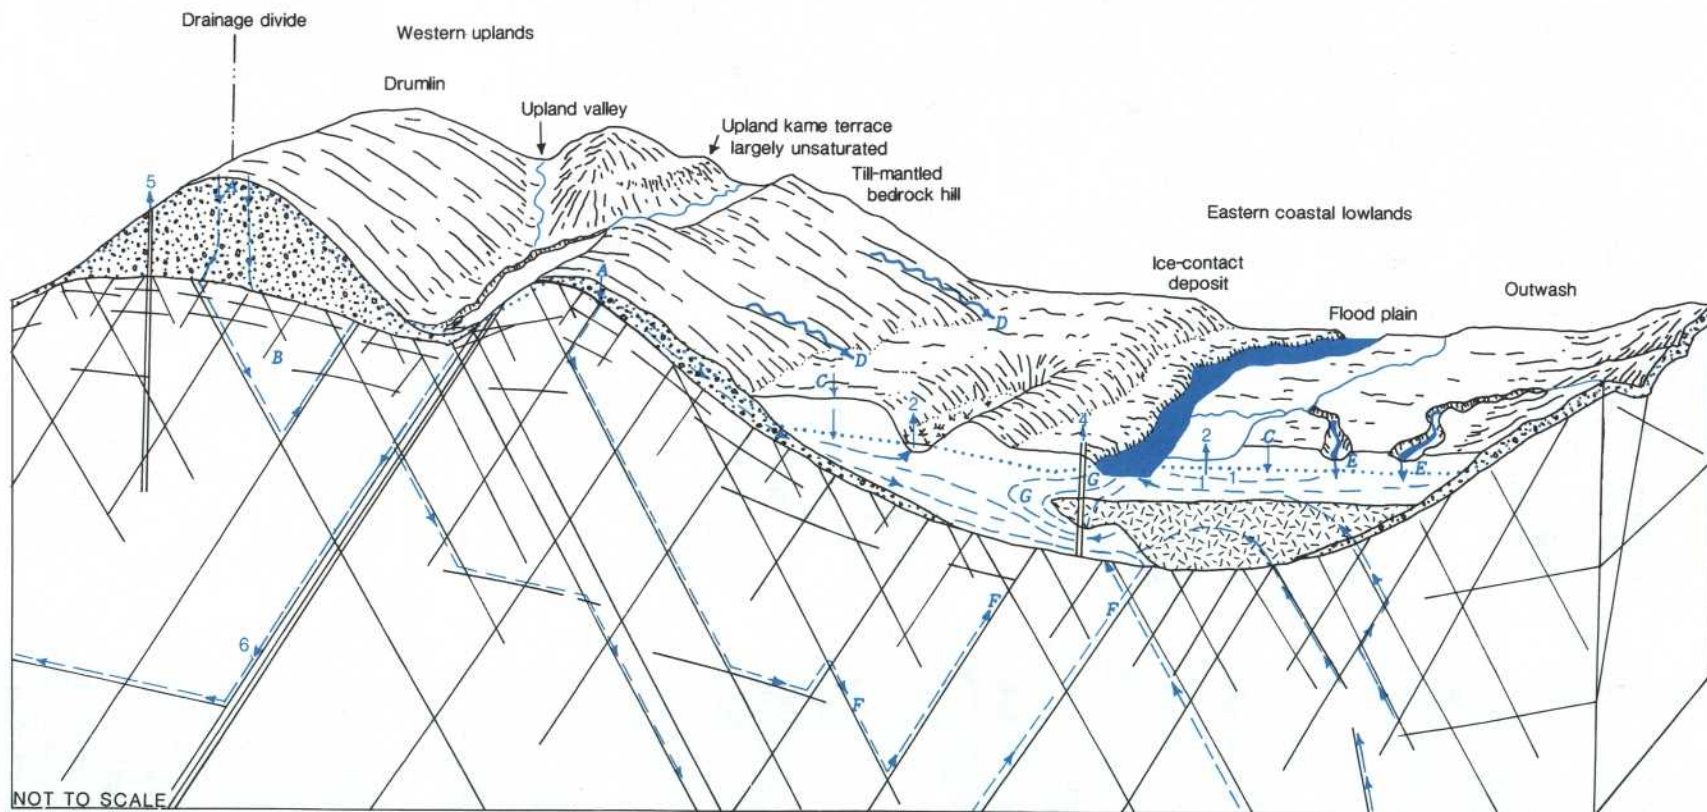 Drainage divide
Western uplands
Drumlin
Upland valley
Upland kame terrace
largely unsaturated
Till-mantled
bedrock hill
Eastern coastal lowlands
Ice-contact
deposit
Flood plain
Outwash
5
A
A
B
D
D
C
2
4
2
C
G
G
1
1
E
E
6
F
F
F
NOT TO SCALE